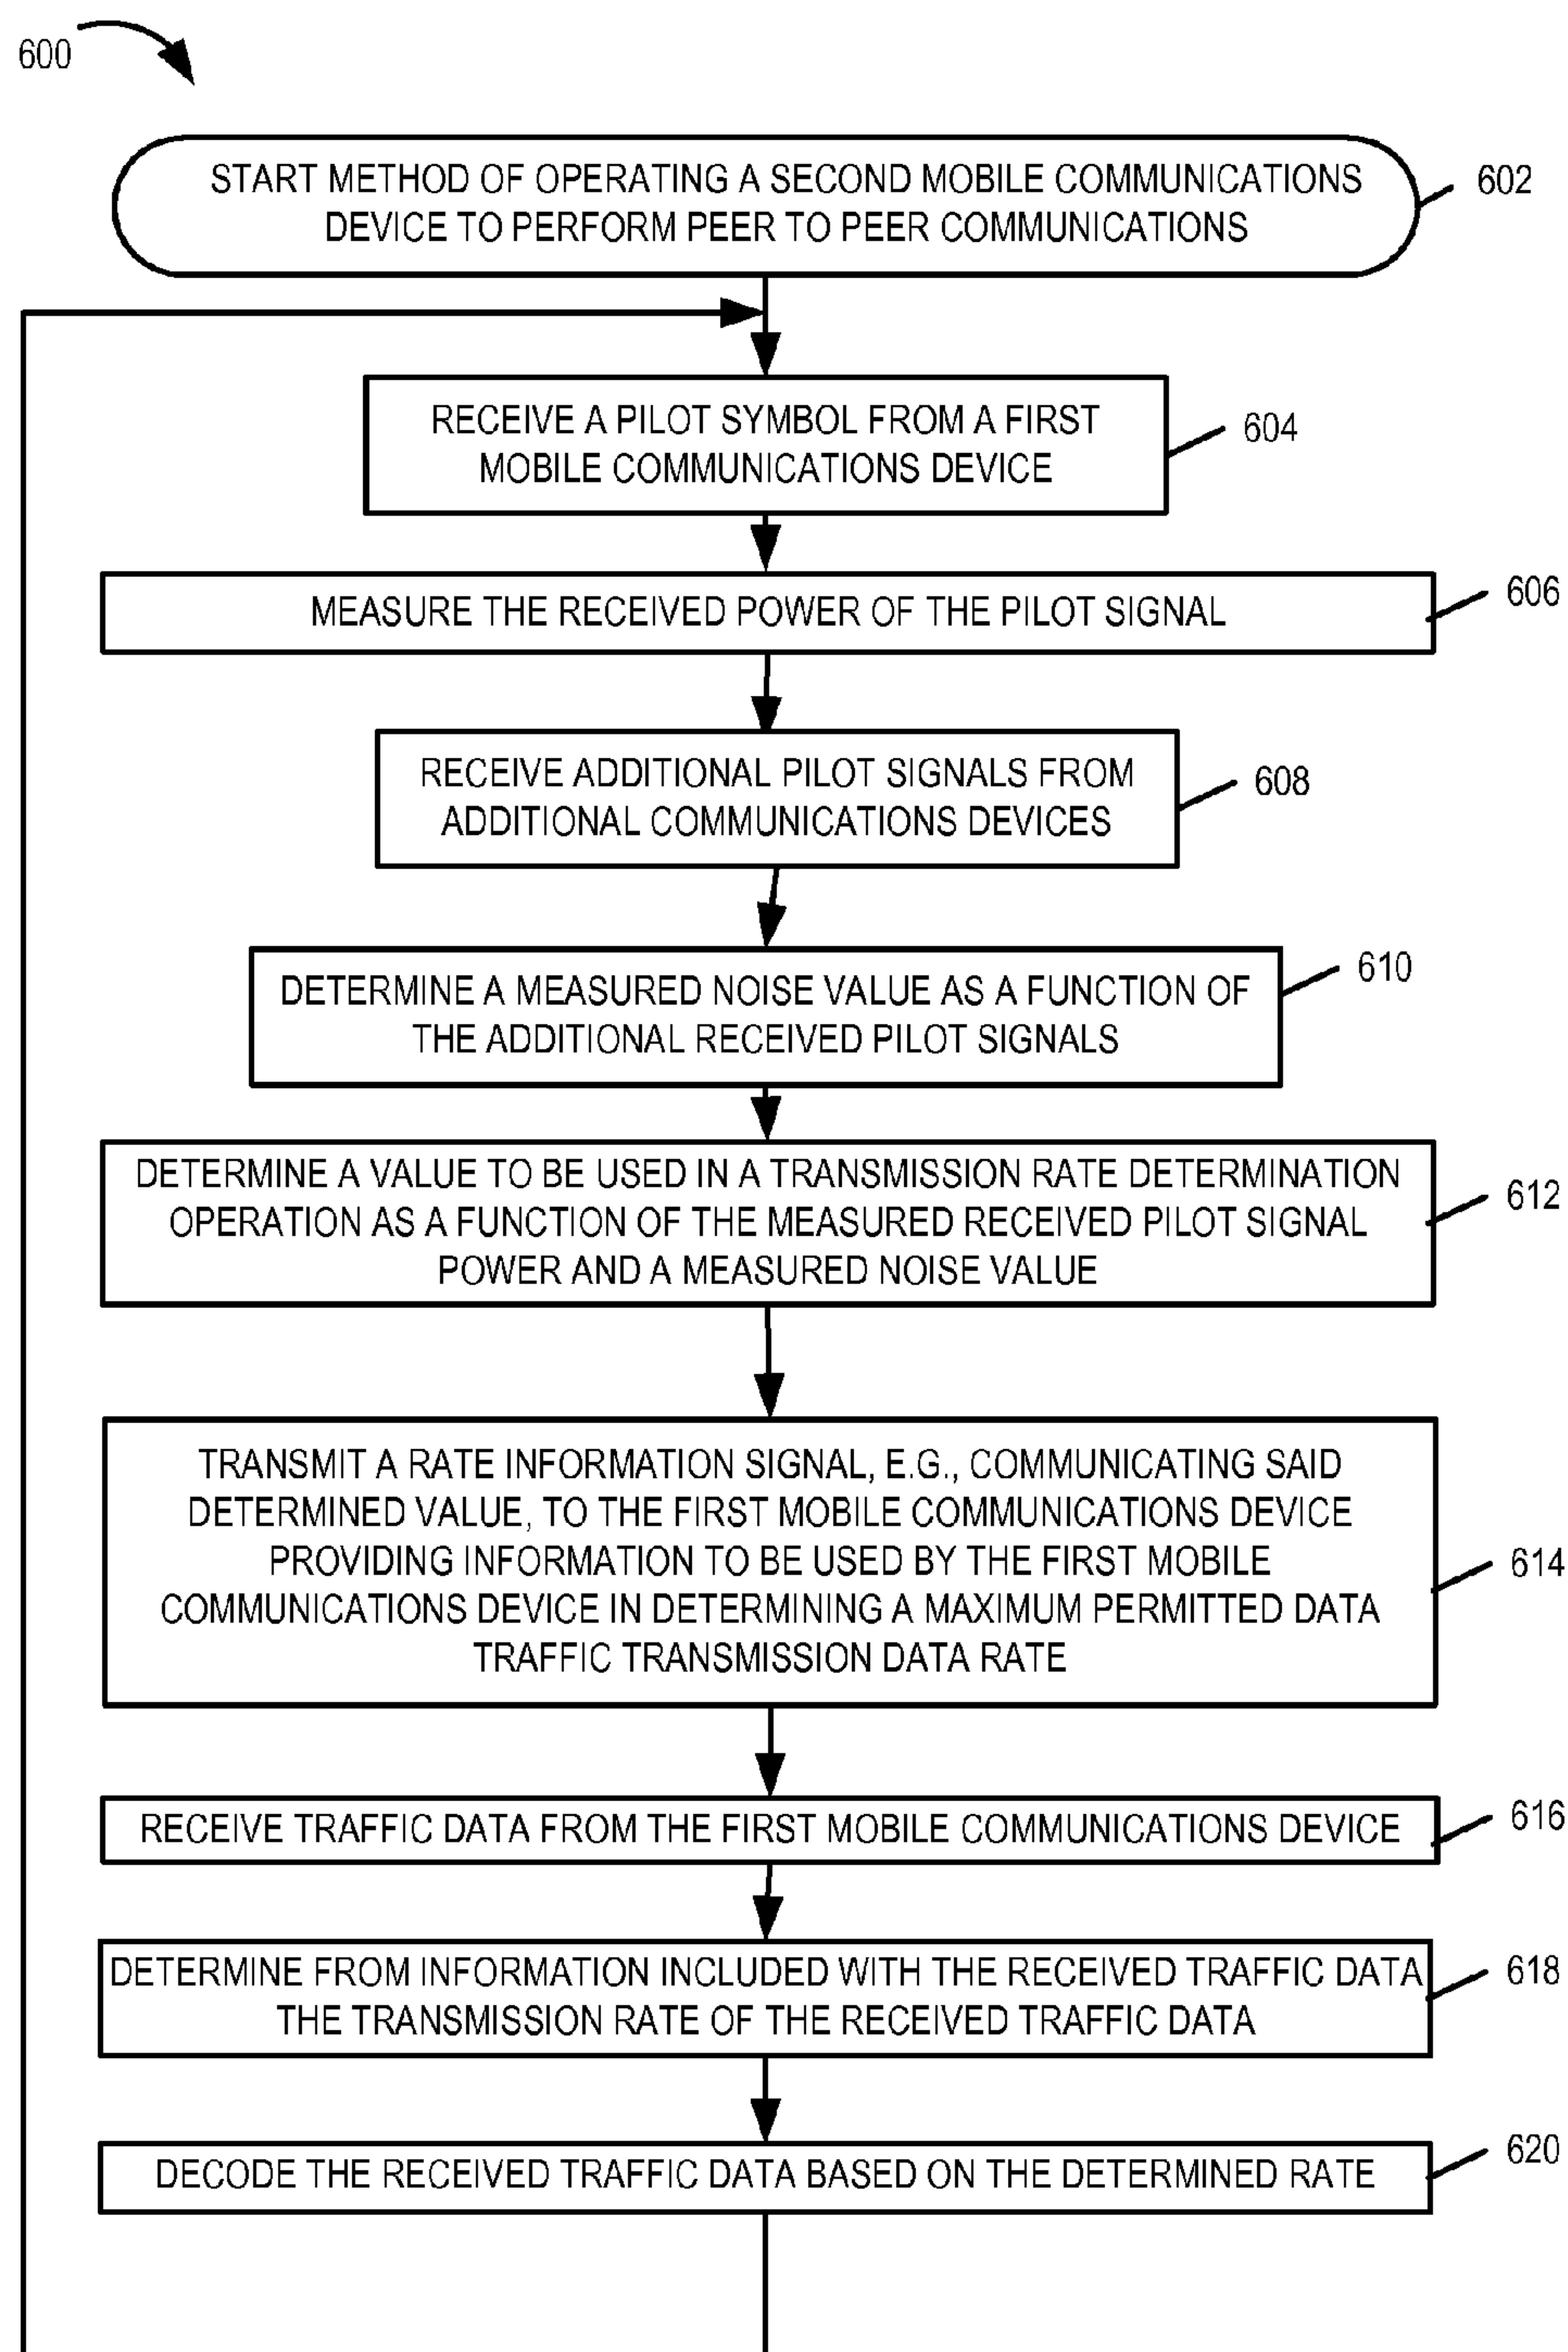 600
START METHOD OF OPERATING A SECOND MOBILE COMMUNICATIONS
DEVICE TO PERFORM PEER TO PEER COMMUNICATIONS
602
RECEIVE A PILOT SYMBOL FROM A FIRST
MOBILE COMMUNICATIONS DEVICE
604
MEASURE THE RECEIVED POWER OF THE PILOT SIGNAL
606
RECEIVE ADDITIONAL PILOT SIGNALS FROM
ADDITIONAL COMMUNICATIONS DEVICES
608
DETERMINE A MEASURED NOISE VALUE AS A FUNCTION OF
THE ADDITIONAL RECEIVED PILOT SIGNALS
610
DETERMINE A VALUE TO BE USED IN A TRANSMISSION RATE DETERMINATION
OPERATION AS A FUNCTION OF THE MEASURED RECEIVED PILOT SIGNAL
POWER AND A MEASURED NOISE VALUE
612
TRANSMIT A RATE INFORMATION SIGNAL, E.G., COMMUNICATING SAID
DETERMINED VALUE, TO THE FIRST MOBILE COMMUNICATIONS DEVICE
PROVIDING INFORMATION TO BE USED BY THE FIRST MOBILE
COMMUNICATIONS DEVICE IN DETERMINING A MAXIMUM PERMITTED DATA
TRAFFIC TRANSMISSION DATA RATE
614
RECEIVE TRAFFIC DATA FROM THE FIRST MOBILE COMMUNICATIONS DEVICE
616
DETERMINE FROM INFORMATION INCLUDED WITH THE RECEIVED TRAFFIC DATA
THE TRANSMISSION RATE OF THE RECEIVED TRAFFIC DATA
618
DECODE THE RECEIVED TRAFFIC DATA BASED ON THE DETERMINED RATE
620